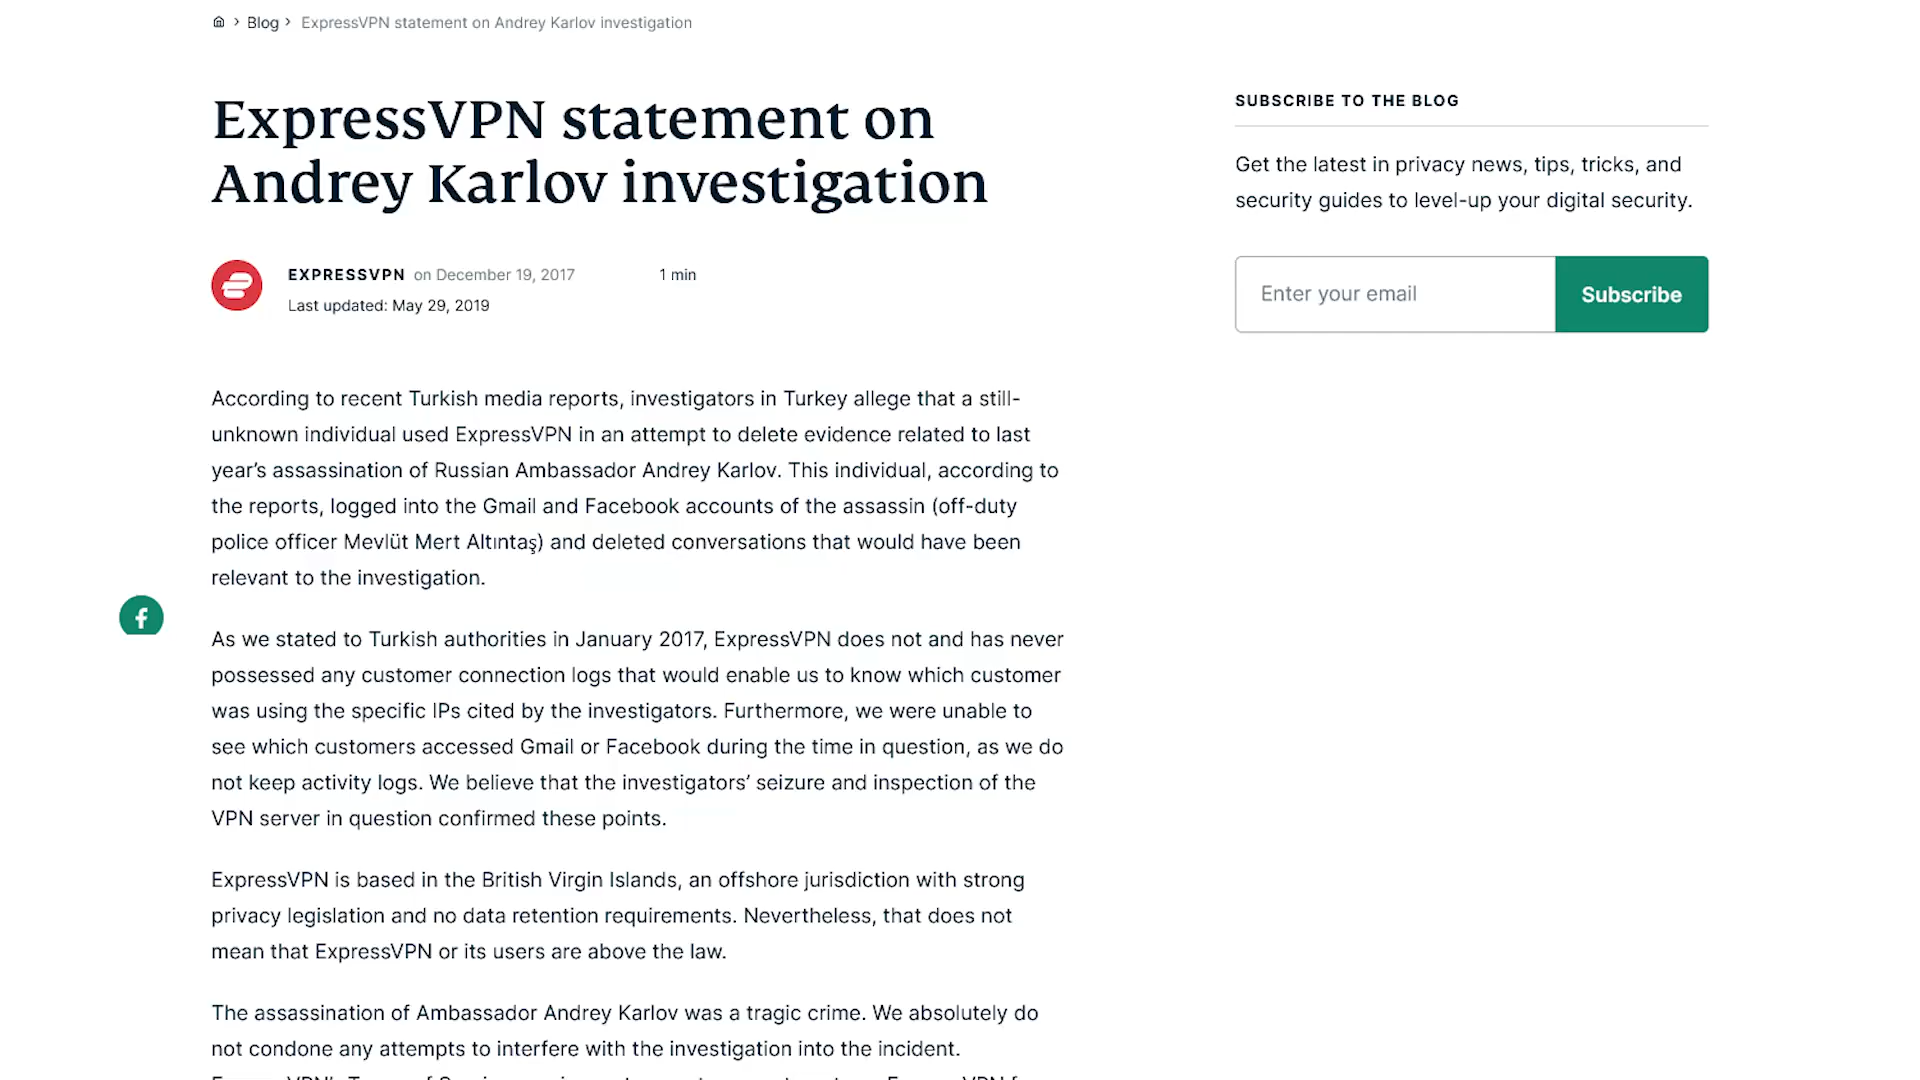 Blog ExpressVPN statement on Andrey Karlov investigation
ExpressVPN statement on
Andrey Karlov investigation
EXPRESSVPN on December 19, 2017 1 min
Last updated: May 29, 2019
According to recent Turkish media reports, investigators in Turkey allege that a still-
unknown individual used ExpressVPN in an attempt to delete evidence related to last
year’s assassination of Russian Ambassador Andrey Karlov. This individual, according to
the reports, logged into the Gmail and Facebook accounts of the assassin (off-duty
police officer Mevlüt Mert Altıntaş) and deleted conversations that would have been
relevant to the investigation.
As we stated to Turkish authorities in January 2017, ExpressVPN does not and has never
possessed any customer connection logs that would enable us to know which customer
was using the specific IPs cited by the investigators. Furthermore, we were unable to
see which customers accessed Gmail or Facebook during the time in question, as we do
not keep activity logs. We believe that the investigators’ seizure and inspection of the
VPN server in question confirmed these points.
ExpressVPN is based in the British Virgin Islands, an offshore jurisdiction with strong
privacy legislation and no data retention requirements. Nevertheless, that does not
mean that ExpressVPN or its users are above the law.
The assassination of Ambassador Andrey Karlov was a tragic crime. We absolutely do
not condone any attempts to interfere with the investigation into the incident.
SUBSCRIBE TO THE BLOG
Get the latest in privacy news, tips, tricks, and
security guides to level-up your digital security.
Enter your email Subscribe